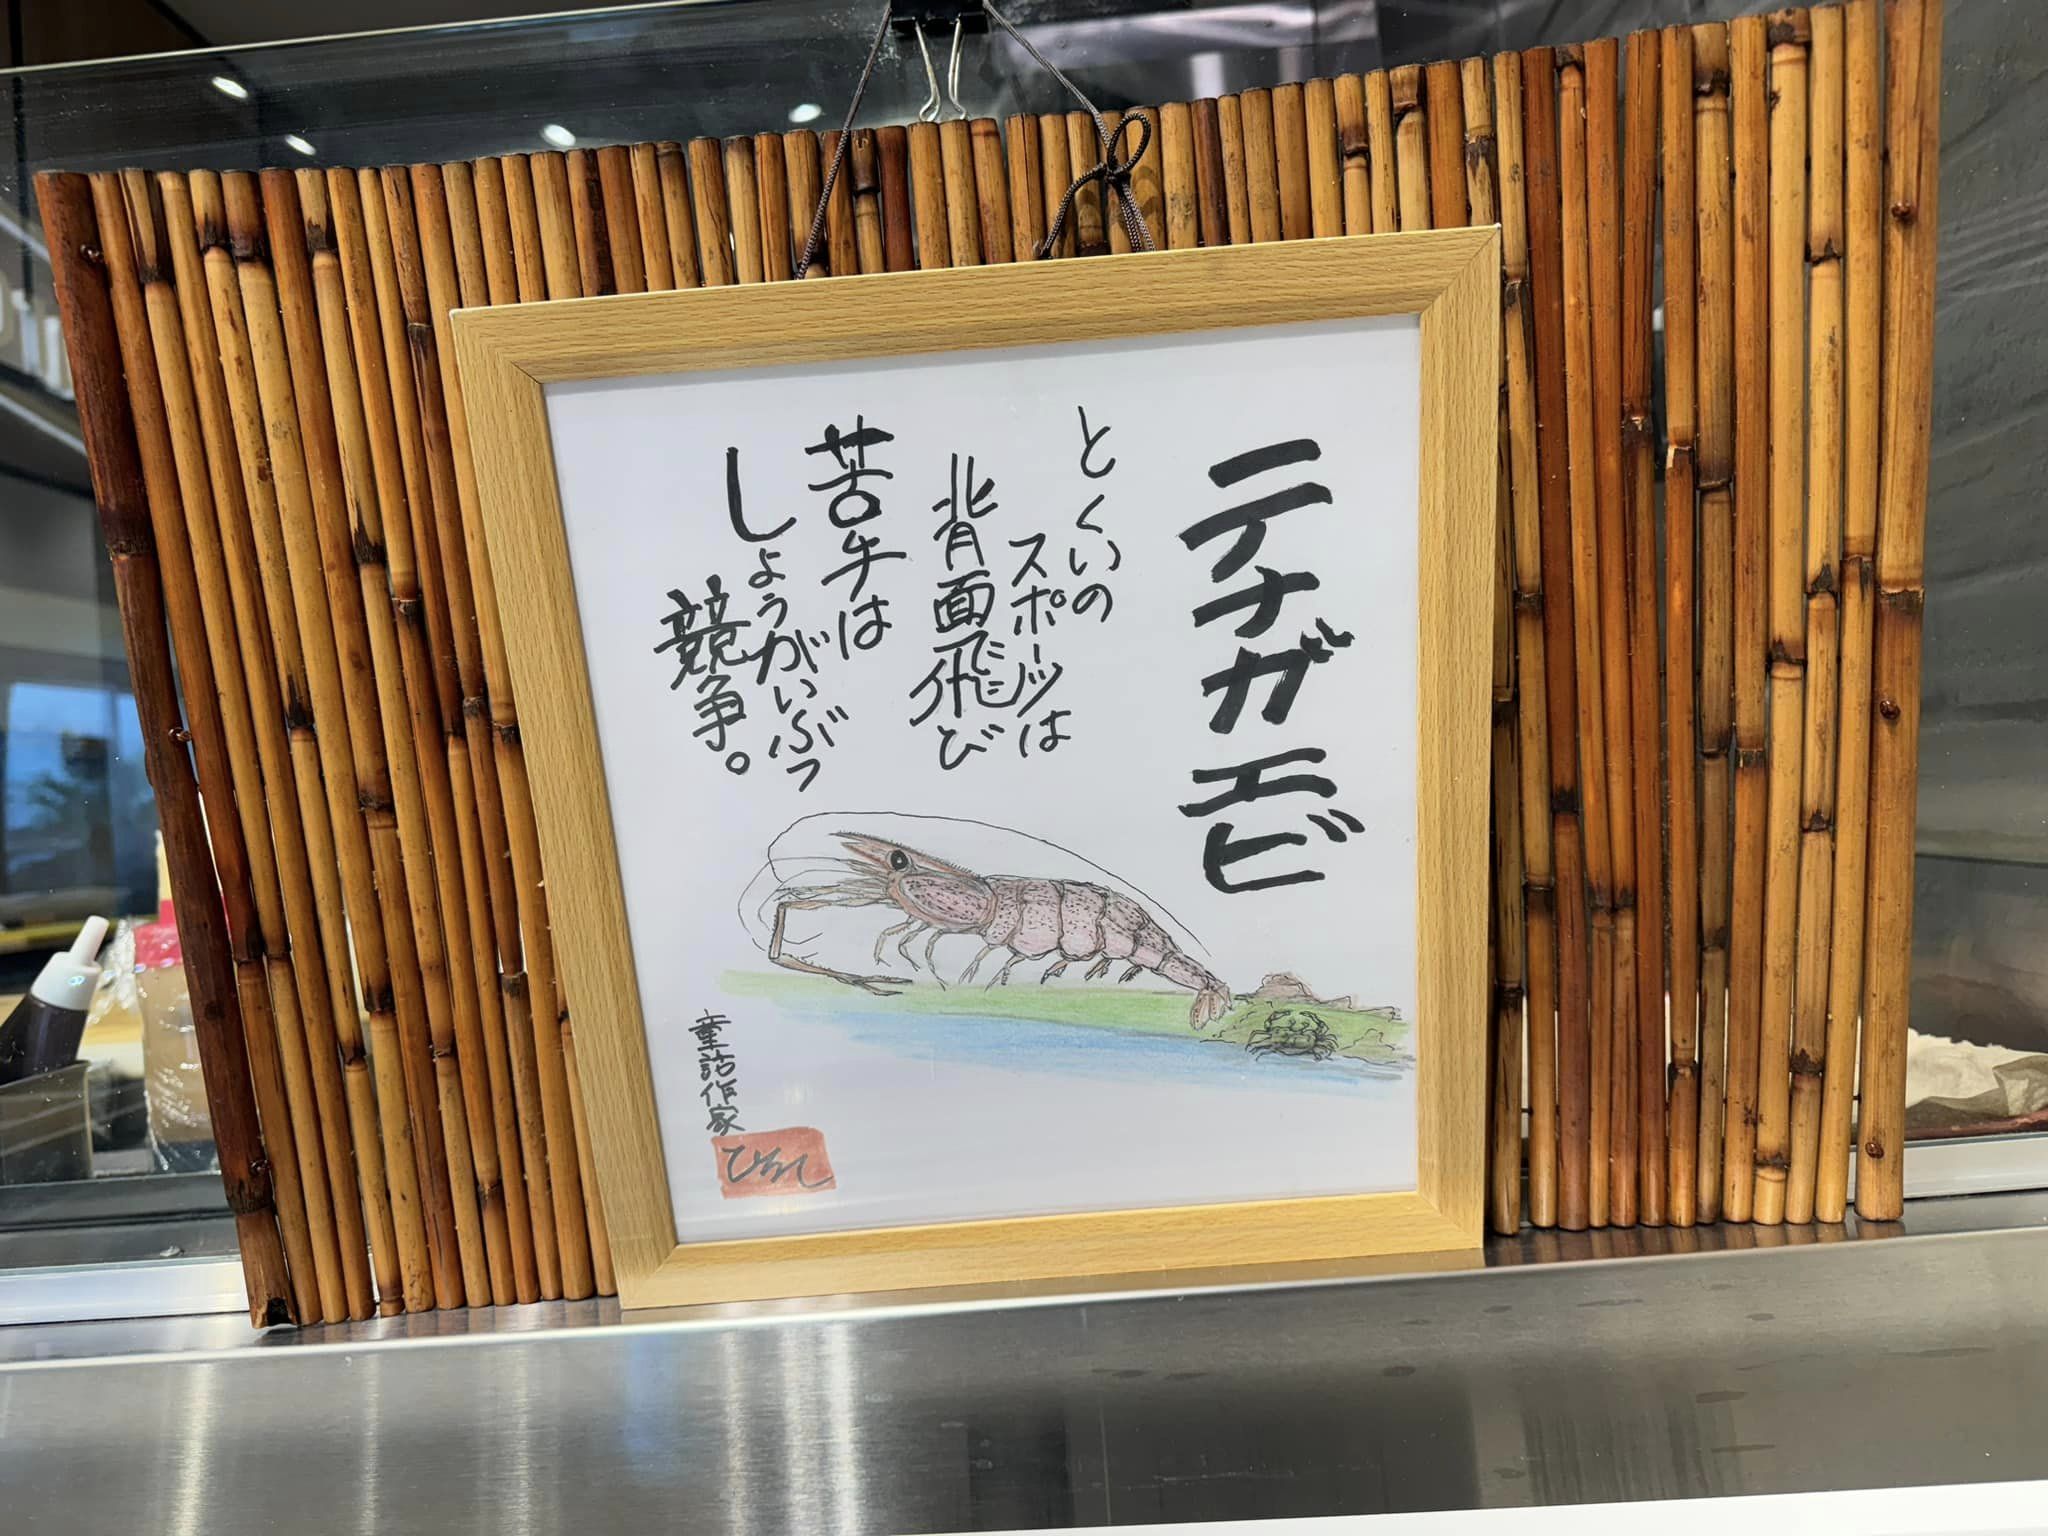 テナガエビ
とくいの
スポーツは
背面飛び
苦手は
しょうがいぶつ
競争。
童話作家
ひろし